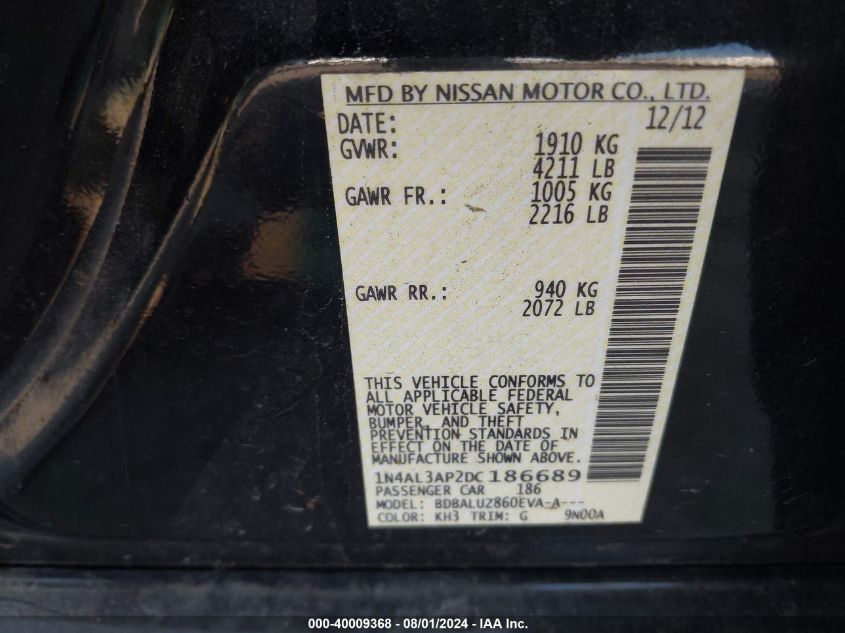 MFD BY NISSAN MOTOR CO., LTD.
DATE: 12/12
GVWR: 1910 KG
4211 LB
GAWR FR.: 1005 KG
2216 LB
GAWR RR.: 940 KG
2072 LB
THIS VEHICLE CONFORMS TO
ALL APPLICABLE FEDERAL
MOTOR VEHICLE SAFETY,
BUMPER, AND THEFT
PREVENTION STANDARDS IN
EFFECT ON THE DATE OF
MANUFACTURE SHOWN ABOVE.
1N4AL3AP2DC186689
PASSENGER CAR 186
MODEL: BDBALUZ860EVA-A---
COLOR: KH3 TRIM: G 9N00A
000-40009368 - 08/01/2024 - IAA Inc.